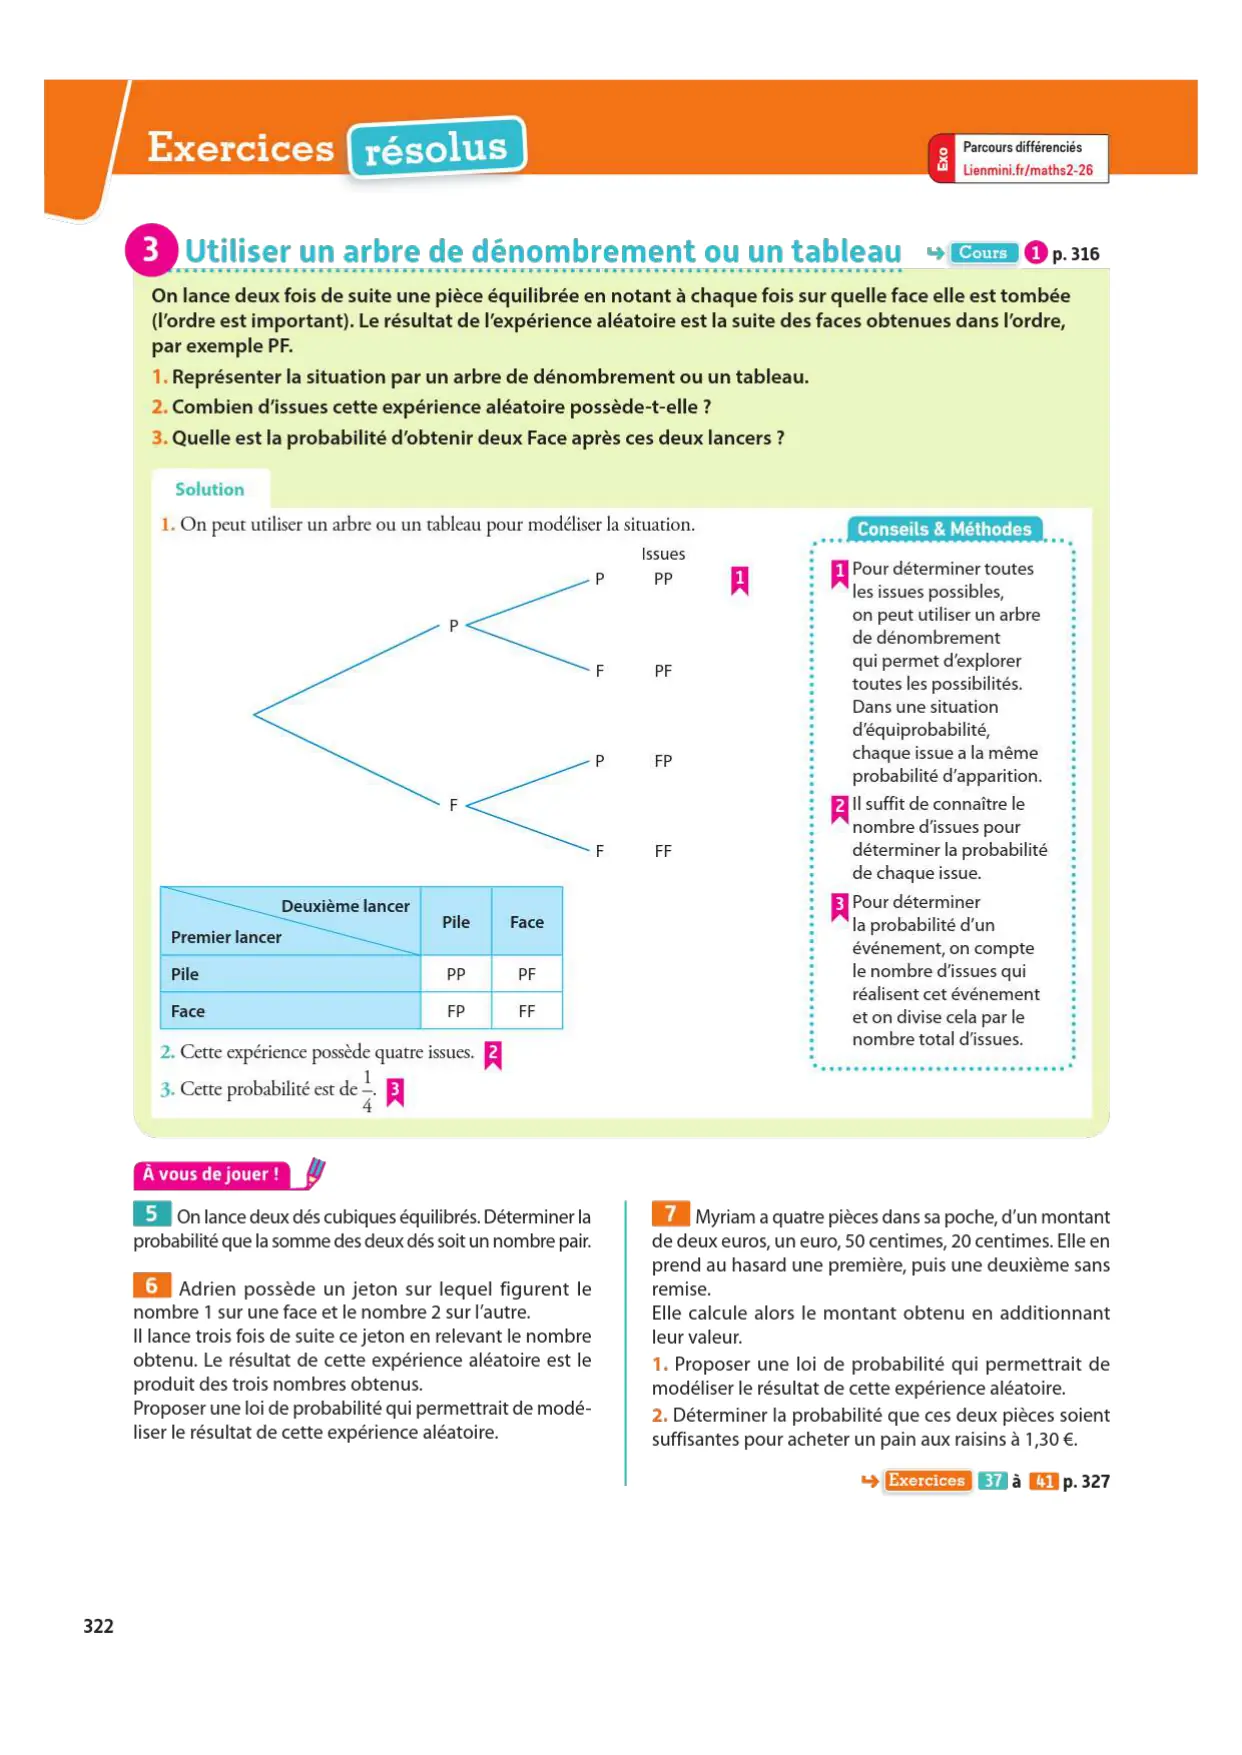 Exercices résolus
Exo
Parcours différenciés
Lienmini.fr/maths2-26
3 Utiliser un arbre de dénombrement ou un tableau
Cours 1 p. 316
On lance deux fois de suite une pièce équilibrée en notant à chaque fois sur quelle face elle est tombée
(l’ordre est important). Le résultat de l’expérience aléatoire est la suite des faces obtenues dans l’ordre,
par exemple PF.
1. Représenter la situation par un arbre de dénombrement ou un tableau.
2. Combien d’issues cette expérience aléatoire possède-t-elle ?
3. Quelle est la probabilité d’obtenir deux Face après ces deux lancers ?
Solution
1. On peut utiliser un arbre ou un tableau pour modéliser la situation.
Issues
P PP 1
P
F PF
P FP
F
F FF
Deuxième lancer
Premier lancer
Pile Face
Pile PP PF
Face FP FF
2. Cette expérience possède quatre issues. 2
3. Cette probabilité est de 1/4. 3
Conseils & Méthodes
1 Pour déterminer toutes
les issues possibles,
on peut utiliser un arbre
de dénombrement
qui permet d’explorer
toutes les possibilités.
Dans une situation
d’équiprobabilité,
chaque issue a la même
probabilité d’apparition.
2 Il suffit de connaître le
nombre d’issues pour
déterminer la probabilité
de chaque issue.
3 Pour déterminer
la probabilité d’un
événement, on compte
le nombre d’issues qui
réalisent cet événement
et on divise cela par le
nombre total d’issues.
À vous de jouer !
5 On lance deux dés cubiques équilibrés. Déterminer la
probabilité que la somme des deux dés soit un nombre pair.
6 Adrien possède un jeton sur lequel figurent le
nombre 1 sur une face et le nombre 2 sur l’autre.
Il lance trois fois de suite ce jeton en relevant le nombre
obtenu. Le résultat de cette expérience aléatoire est le
produit des trois nombres obtenus.
Proposer une loi de probabilité qui permettrait de modé-
liser le résultat de cette expérience aléatoire.
7 Myriam a quatre pièces dans sa poche, d’un montant
de deux euros, un euro, 50 centimes, 20 centimes. Elle en
prend au hasard une première, puis une deuxième sans
remise.
Elle calcule alors le montant obtenu en additionnant
leur valeur.
1. Proposer une loi de probabilité qui permettrait de
modéliser le résultat de cette expérience aléatoire.
2. Déterminer la probabilité que ces deux pièces soient
suffisantes pour acheter un pain aux raisins à 1,30 €.
Exercices 37 à 41 p. 327
322